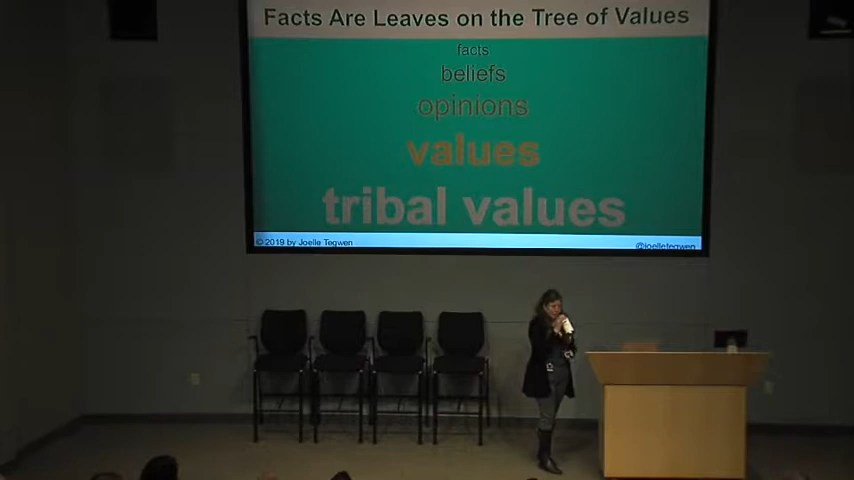 Facts Are Leaves on the Tree of Values
facts
beliefs
opinions
values
tribal values
© 2019 by Joelle Tegwen
@joelletegwen